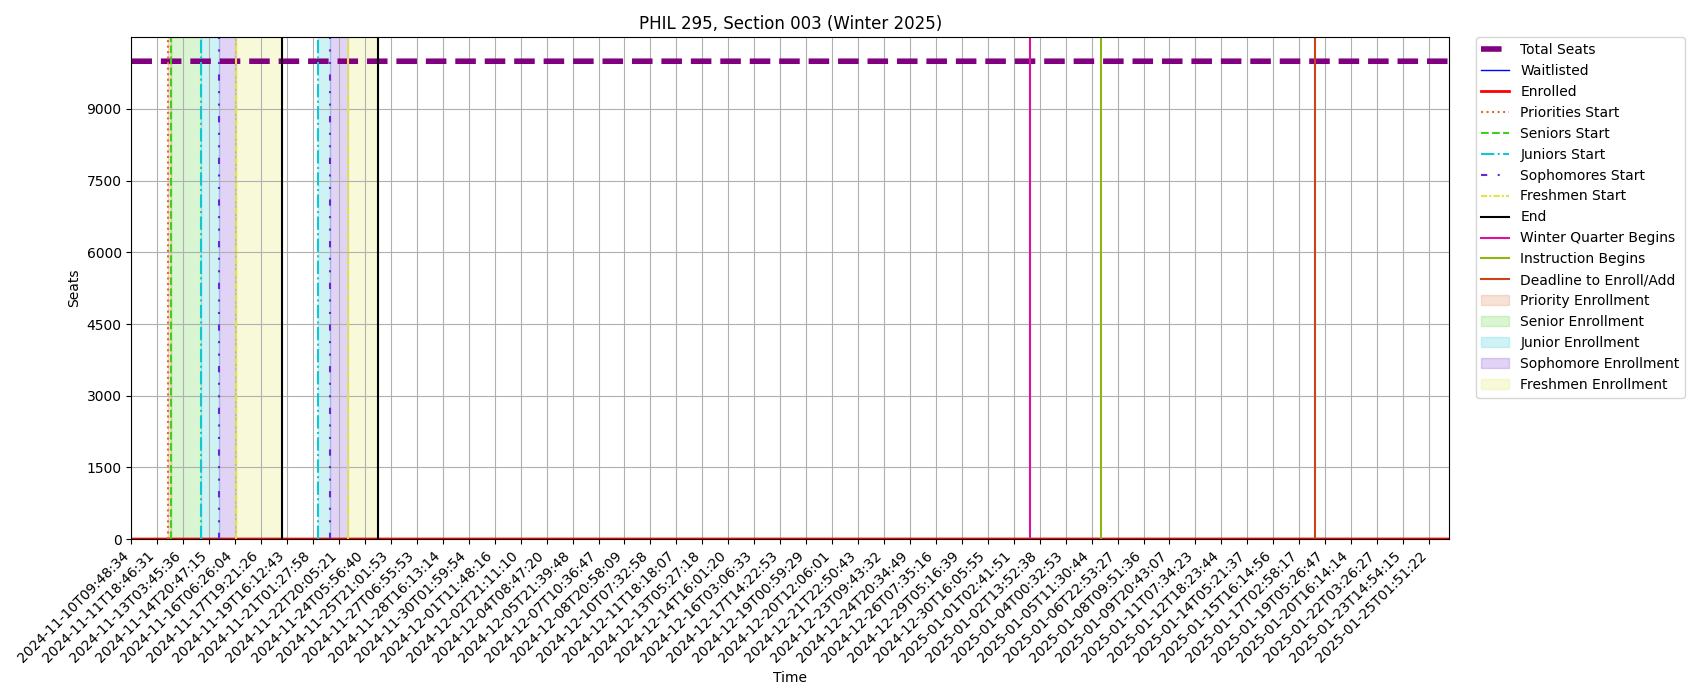 PHIL 295, Section 003 (Winter 2025)
Total Seats
Waitlisted
Enrolled
Priorities Start
Seniors Start
Juniors Start
Sophomores Start
Freshmen Start
End
Winter Quarter Begins
Instruction Begins
Deadline to Enroll/Add
Priority Enrollment
Senior Enrollment
Junior Enrollment
Sophomore Enrollment
Freshmen Enrollment
Seats
9000
7500
6000
4500
3000
1500
0
2024-11-10T09:48:34
2024-11-11T18:46:31
2024-11-13T03:45:36
2024-11-14T20:47:15
2024-11-16T06:26:04
2024-11-17T19:21:26
2024-11-19T16:12:43
2024-11-21T01:27:58
2024-11-22T20:05:21
2024-11-24T05:56:40
2024-11-27T05:01:53
2024-11-27T06:55:53
2024-11-28T16:13:14
2024-11-30T01:59:54
2024-12-01T11:48:16
2024-12-02T21:11:10
2024-12-04T08:47:20
2024-12-05T21:39:48
2024-12-07T10:36:47
2024-12-08T20:58:09
2024-12-10T07:32:58
2024-12-11T18:18:07
2024-12-13T05:27:18
2024-12-14T16:01:20
2024-12-16T03:06:33
2024-12-17T14:22:53
2024-12-19T00:59:29
2024-12-20T12:06:01
2024-12-21T22:50:43
2024-12-23T09:43:32
2024-12-24T20:34:49
2024-12-26T07:35:16
2024-12-29T05:16:39
2024-12-30T16:05:55
2025-01-01T02:41:51
2025-01-02T13:52:38
2025-01-04T00:32:53
2025-01-05T11:30:44
2025-01-06T22:53:27
2025-01-08T09:51:36
2025-01-09T20:43:07
2025-01-11T07:34:23
2025-01-12T18:23:44
2025-01-14T05:21:37
2025-01-15T16:14:56
2025-01-17T02:58:17
2025-01-19T05:26:47
2025-01-20T16:14:14
2025-01-22T03:26:27
2025-01-23T14:54:15
2025-01-25T01:51:22
Time